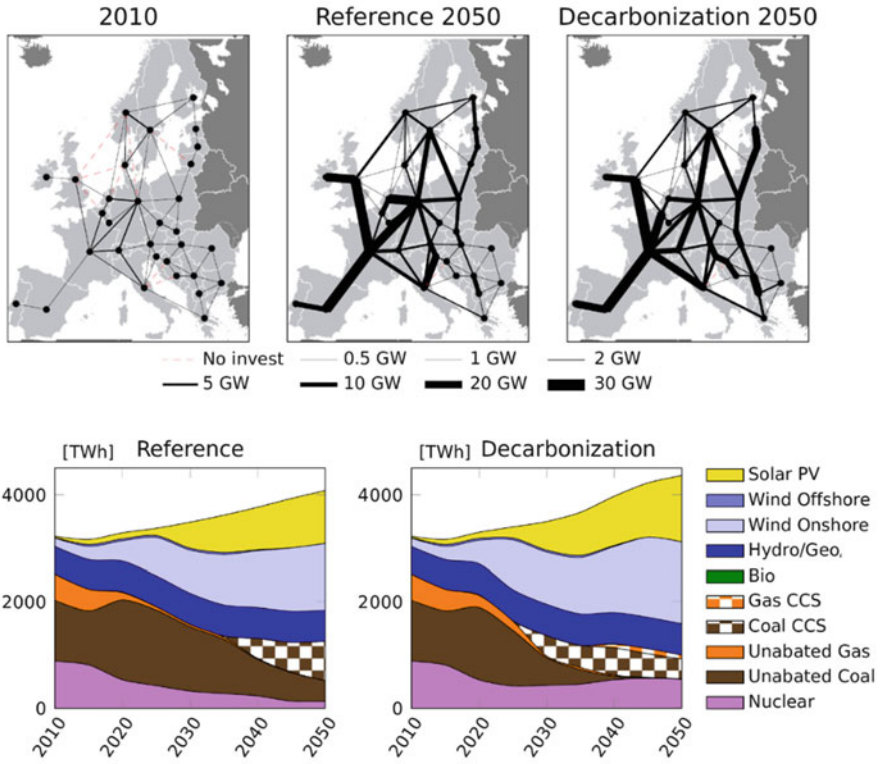 2010 Reference 2050 Decarbonization 2050
No invest 0.5 GW 1 GW 2 GW
5 GW 10 GW 20 GW 30 GW
[TWh] Reference [TWh] Decarbonization
4000 4000
2000 2000
0 0
2010 2020 2030 2040 2050 2010 2020 2030 2040 2050
Solar PV
Wind Offshore
Wind Onshore
Hydro/Geo,
Bio
Gas CCS
Coal CCS
Unabated Gas
Unabated Coal
Nuclear